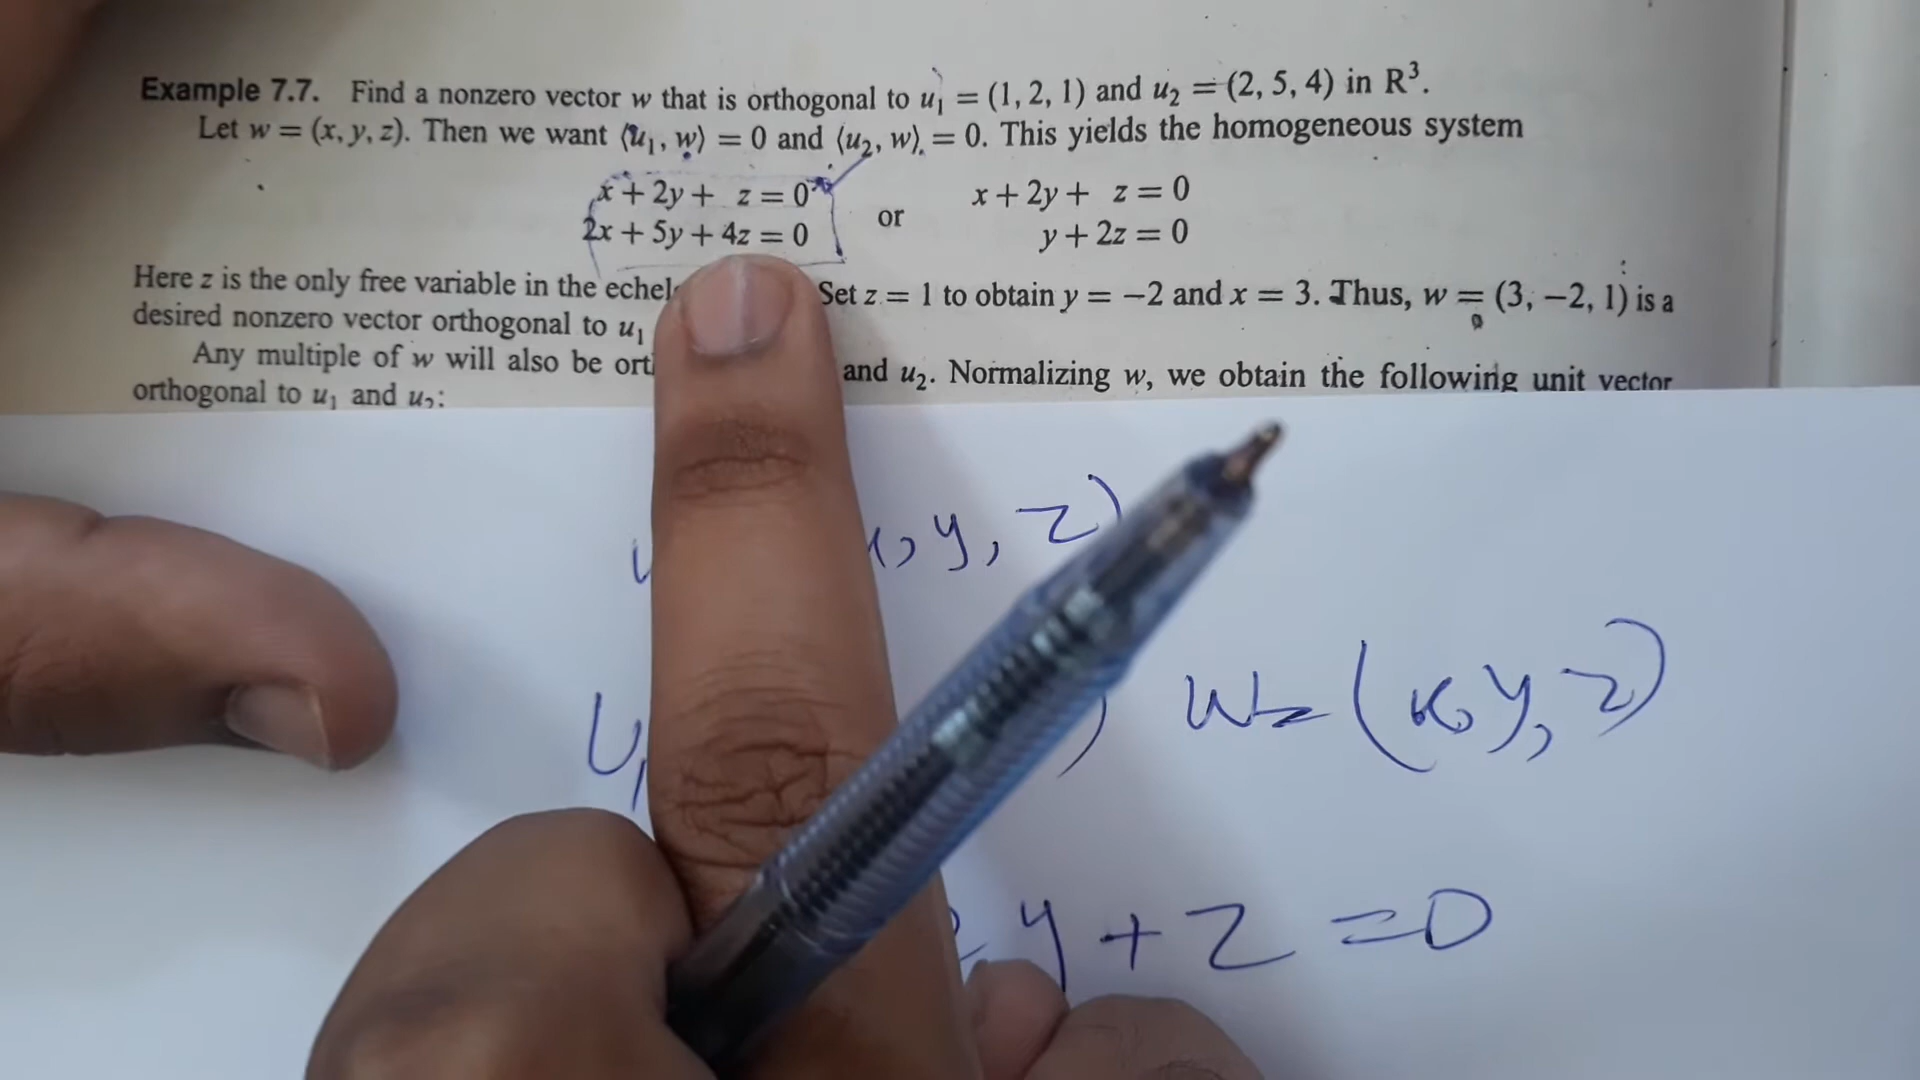 Example 7.7. Find a nonzero vector w that is orthogonal to u₁ = (1, 2, 1) and u₂ = (2, 5, 4) in R³.
Let w = (x, y, z). Then we want ⟨u₁, w⟩ = 0 and ⟨u₂, w⟩ = 0. This yields the homogeneous system
x + 2y + z = 0 or x + 2y + z = 0
2x + 5y + 4z = 0 y + 2z = 0
Here z is the only free variable in the Set z = 1 to obtain y = −2 and x = 3. Thus, w = (3, −2, 1) is a
desired nonzero vector orthogonal to u₁
Any multiple of w will also be and u₂. Normalizing w, we obtain the following unit vector
orthogonal to u₁ and u₂:
, y, z)
U₁ ) W = (x, y, z)
y + z = 0